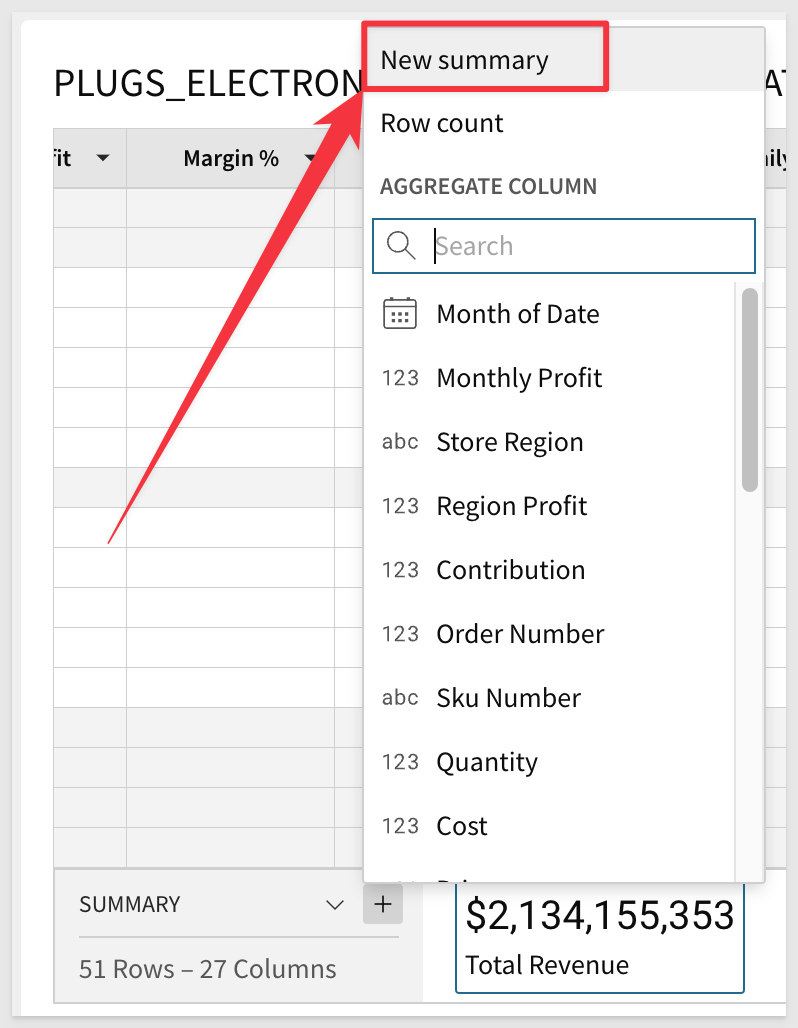 PLUGS_ELECTRON
New summary
Row count
Margin %
AGGREGATE COLUMN
Search
Month of Date
123 Monthly Profit
abc Store Region
123 Region Profit
123 Contribution
123 Order Number
abc Sku Number
123 Quantity
123 Cost
SUMMARY
+
$2,134,155,353
51 Rows – 27 Columns
Total Revenue